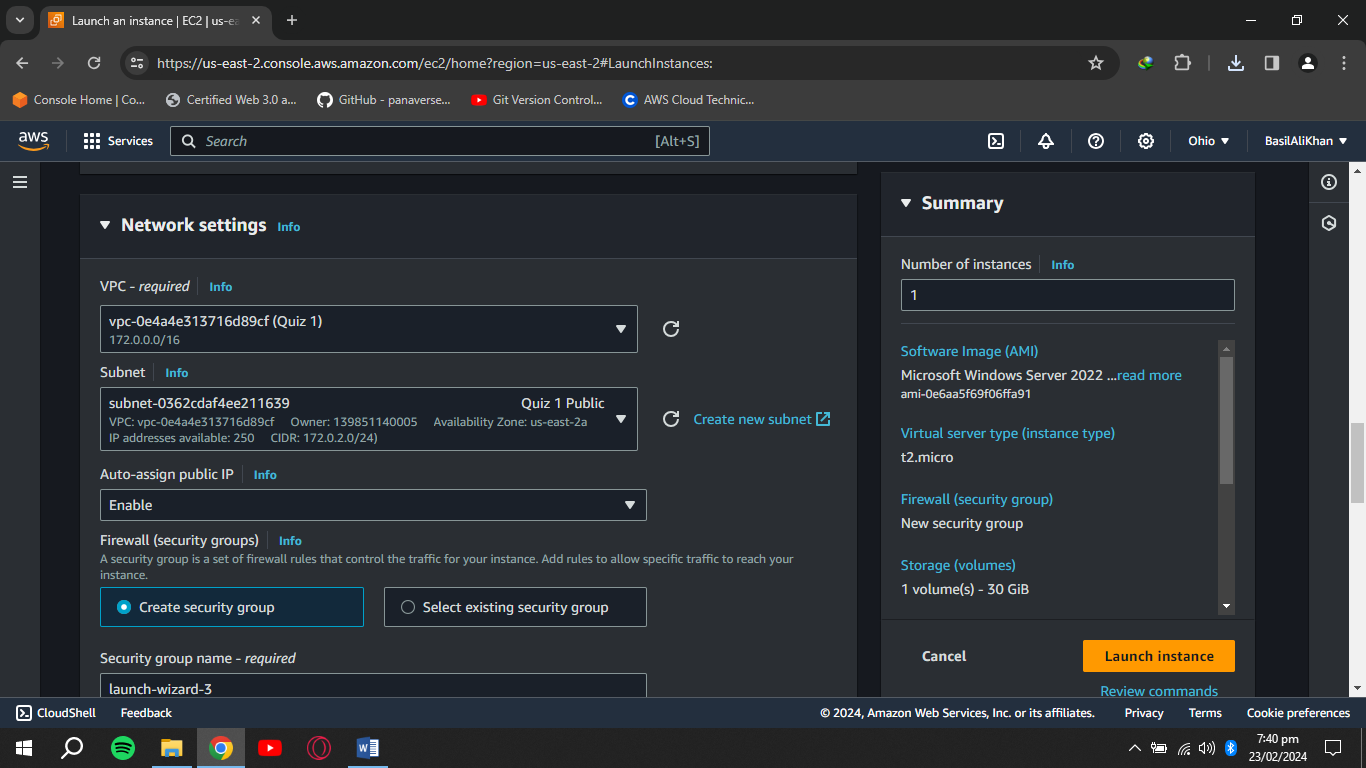 Launch an instance | EC2 | us-ea
https://us-east-2.console.aws.amazon.com/ec2/home?region=us-east-2#LaunchInstances:
Console Home | Co...
Certified Web 3.0 a...
GitHub - panaverse...
Git Version Control...
AWS Cloud Technic...
aws
Services
Search
[Alt+S]
Ohio
BasilAliKhan
Network settings
Info
VPC - required
Info
vpc-0e4a4e313716d89cf (Quiz 1)
172.0.0.0/16
Subnet
Info
subnet-0362cdaf4ee211639
Quiz 1 Public
VPC: vpc-0e4a4e313716d89cf Owner: 139851140005 Availability Zone: us-east-2a
IP addresses available: 250 CIDR: 172.0.2.0/24)
Create new subnet
Auto-assign public IP
Info
Enable
Firewall (security groups)
Info
A security group is a set of firewall rules that control the traffic for your instance. Add rules to allow specific traffic to reach your
instance.
Create security group
Select existing security group
Security group name - required
launch-wizard-3
Summary
Number of instances
Info
1
Software Image (AMI)
Microsoft Windows Server 2022 ...read more
ami-0e6aa5f69f06ffa91
Virtual server type (instance type)
t2.micro
Firewall (security group)
New security group
Storage (volumes)
1 volume(s) - 30 GiB
Cancel
Launch instance
Review commands
CloudShell
Feedback
© 2024, Amazon Web Services, Inc. or its affiliates.
Privacy
Terms
Cookie preferences
7:40 pm
23/02/2024